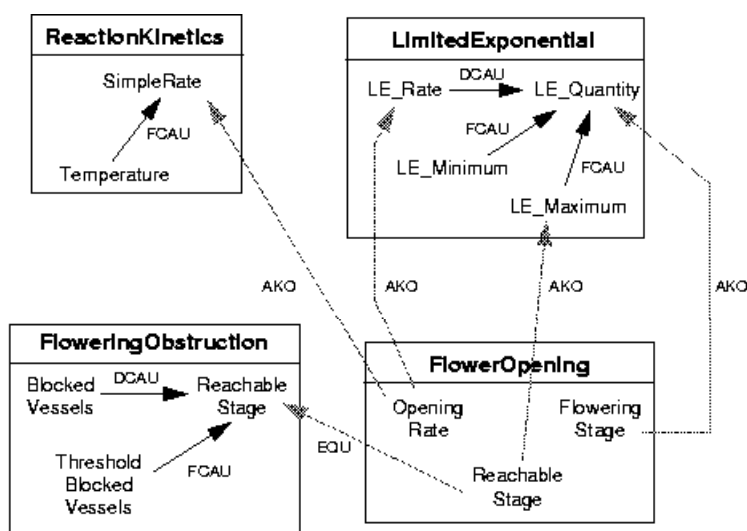 ReactionKinetics
SimpleRate
FCAU
Temperature
LimitedExponential
LE_Rate
DCAU
LE_Quantity
FCAU
LE_Minimum
FCAU
LE_Maximum
AKO
AKO
AKO
AKO
FloweringObstruction
Blocked
Vessels
DCAU
Reachable
Stage
Threshold
Blocked
Vessels
FCAU
EQU
FlowerOpening
Opening
Rate
Flowering
Stage
Reachable
Stage